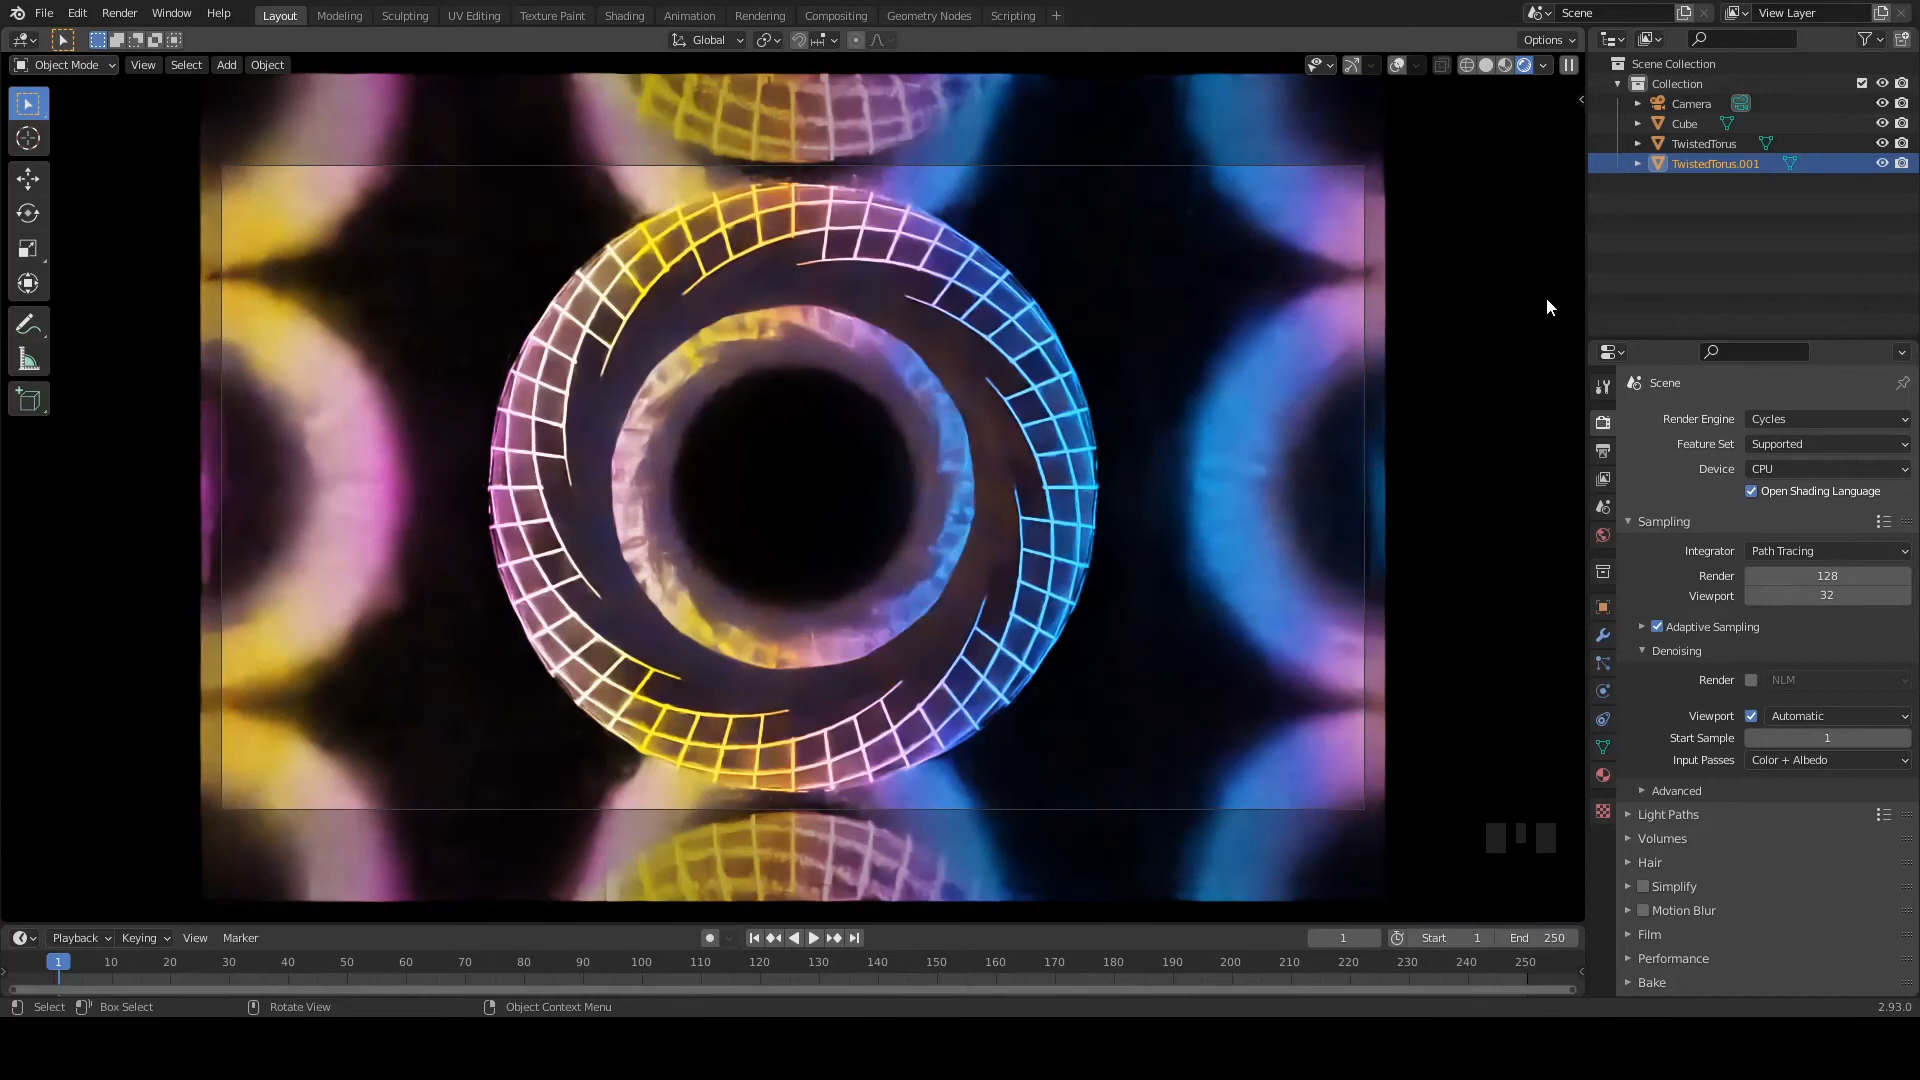 File Edit Render Window Help Layout Modeling Sculpting UV Editing Texture Paint Shading Animation Rendering Compositing Geometry Nodes Scripting + Scene View Layer
Global Options
Object Mode View Select Add Object
Scene Collection
Collection
Camera
Cube
TwistedTorus
TwistedTorus.001
Scene
Render Engine Cycles
Feature Set Supported
Device CPU
Open Shading Language
Sampling
Integrator Path Tracing
Render 128
Viewport 32
Adaptive Sampling
Denoising
Render NLM
Viewport Automatic
Start Sample 1
Input Passes Color + Albedo
Advanced
Light Paths
Volumes
Hair
Simplify
Motion Blur
Film
Performance
Bake
Playback Keying View Marker 1 Start 1 End 250
1 10 20 30 40 50 60 70 80 90 100 110 120 130 140 150 160 170 180 190 200 210 220 230 240 250
Select Box Select Rotate View Object Context Menu 2.93.0